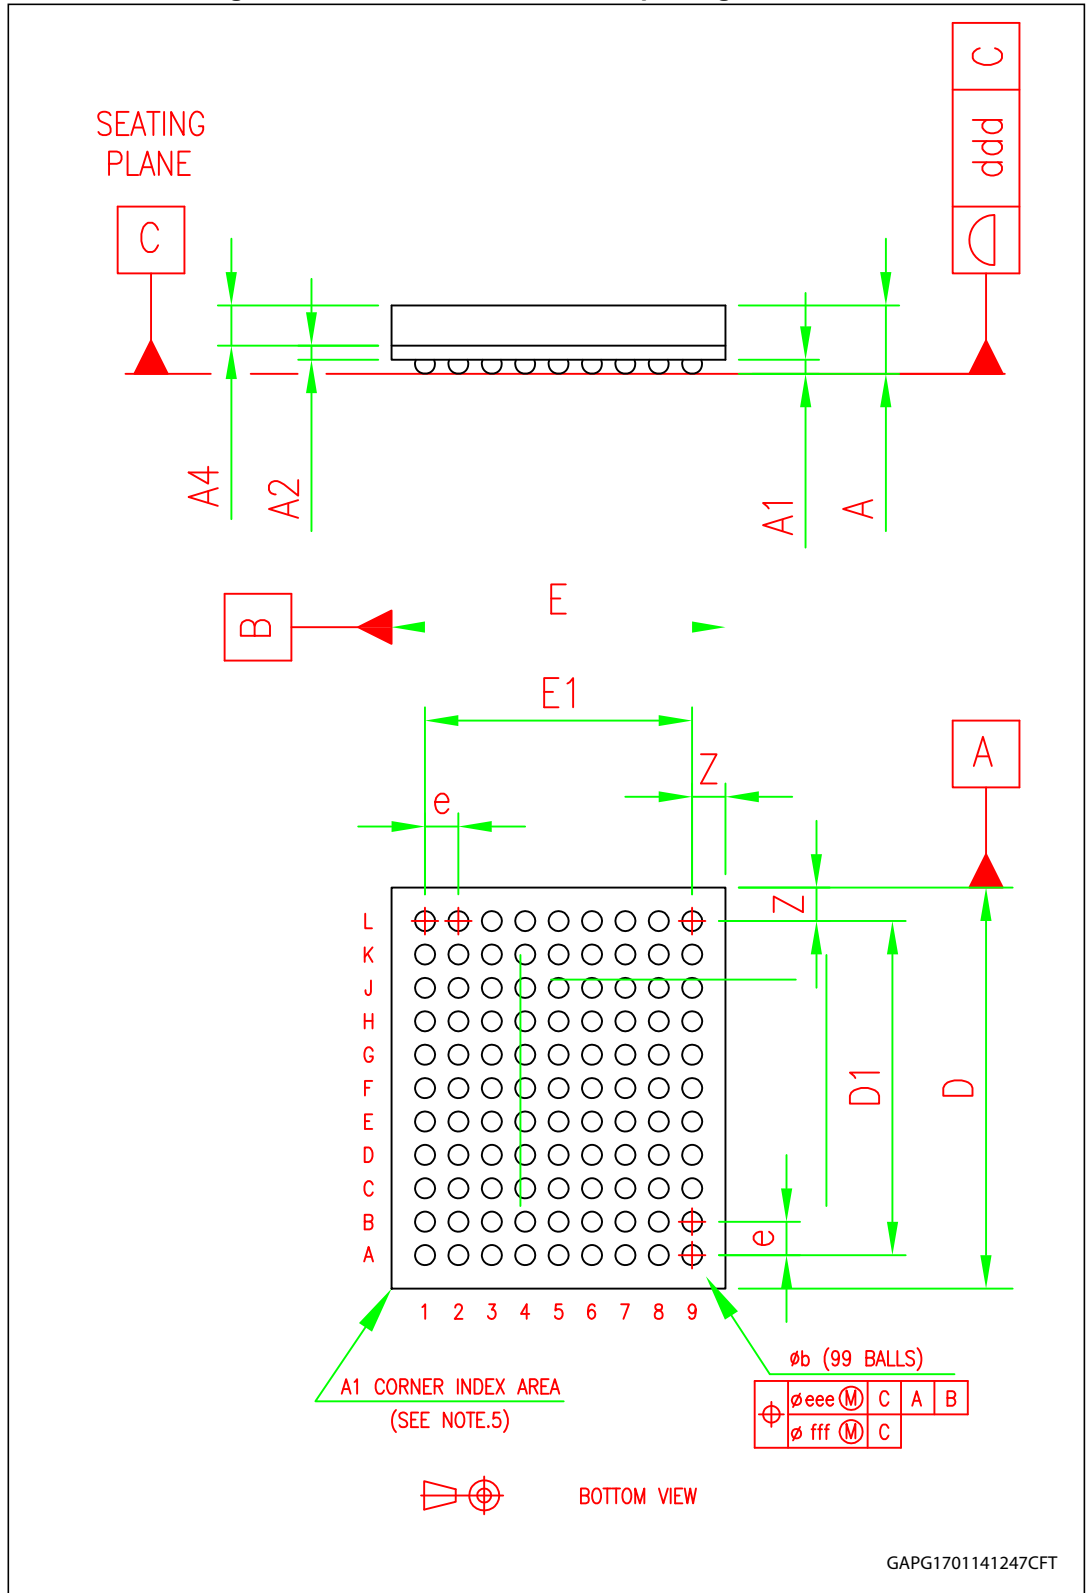 C
ddd
C
SEATING
PLANE
A4
A2
A1
A
B
E
E1
Z
e
A
Z
L
K
J
H
G
F
E
D
C
B
A
D1
D
e
1 2 3 4 5 6 7 8 9
A1 CORNER INDEX AREA
(SEE NOTE.5)
øb (99 BALLS)
ø eee Ⓜ C A B
ø fff Ⓜ C
BOTTOM VIEW
GAPG1701141247CFT